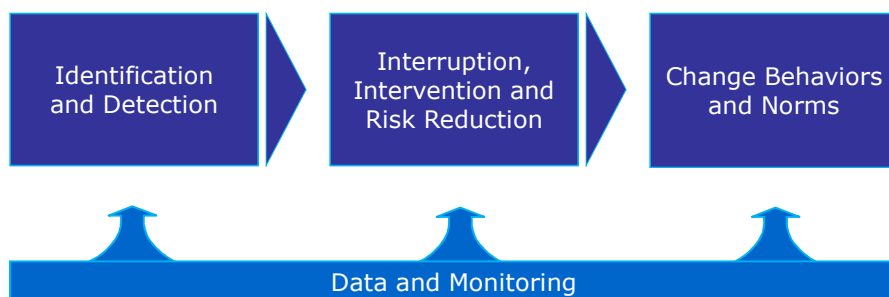 Identification
and Detection
Interruption,
Intervention and
Risk Reduction
Change Behaviors
and Norms
Data and Monitoring